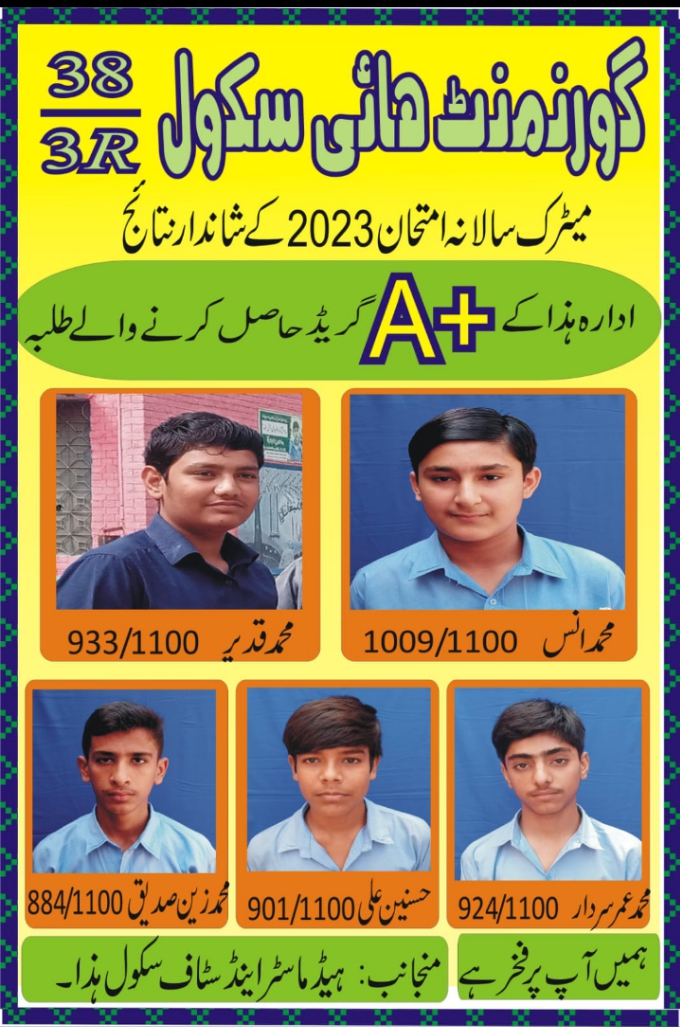 گورنمنٹ ھائی سکول 38/3R
میٹرک سالانہ امتحان 2023 کے شاندار نتائج
ادارہ ہذا کے A+ گریڈ حاصل کرنے والے طلبہ
محمد انس 1009/1100
محمد قدیر 933/1100
محمد عمر سردار 924/1100
حسنین علی 901/1100
محمد زین صدیق 884/1100
ہمیں آپ پر فخر ہے
منجانب: ہیڈ ماسٹر اینڈ سٹاف سکول ہذا۔